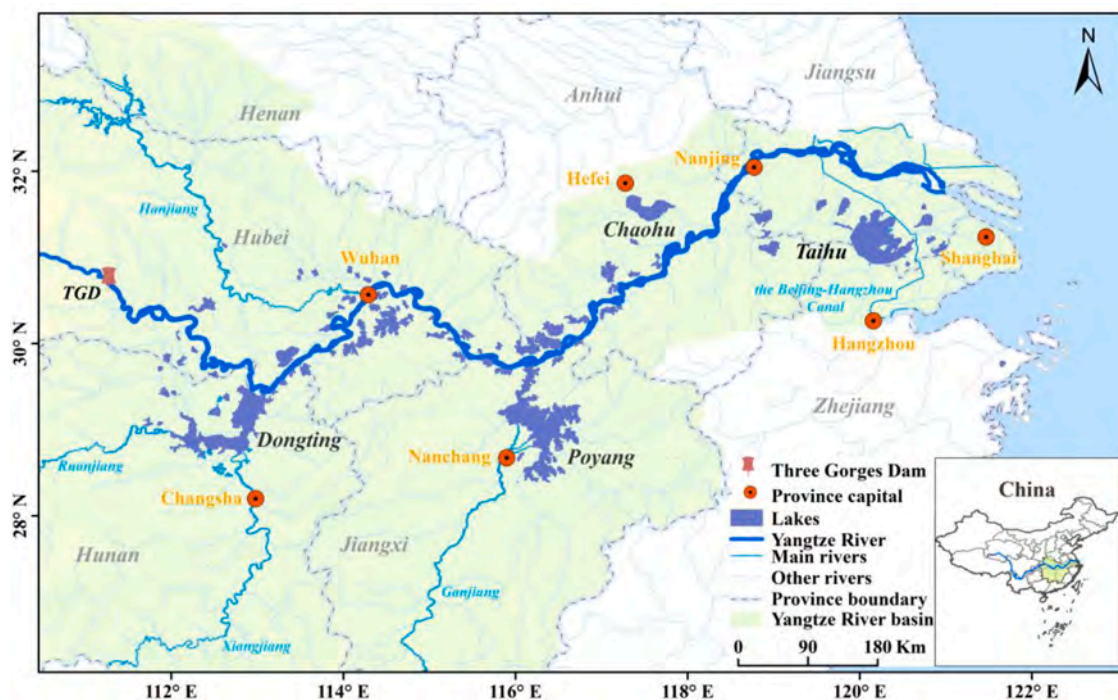 N
Jiangsu
Anhui
Henan
32° N
Nanjing
Hefei
Hanjiang
Hubei
Chaohu
Taihu
Shanghai
Wuhan
TGD
the Beijing-Hangzhou
Canal
30° N
Hangzhou
Zhejiang
Dongting
Nanchang
Poyang
Ruanjiang
Changsha
28° N
Hunan
Jiangxi
Ganjiang
Xiangjiang
Three Gorges Dam
Province capital
Lakes
Yangtze River
Main rivers
Other rivers
Province boundary
Yangtze River basin
0 90 180 Km
China
112° E 114° E 116° E 118° E 120° E 122° E